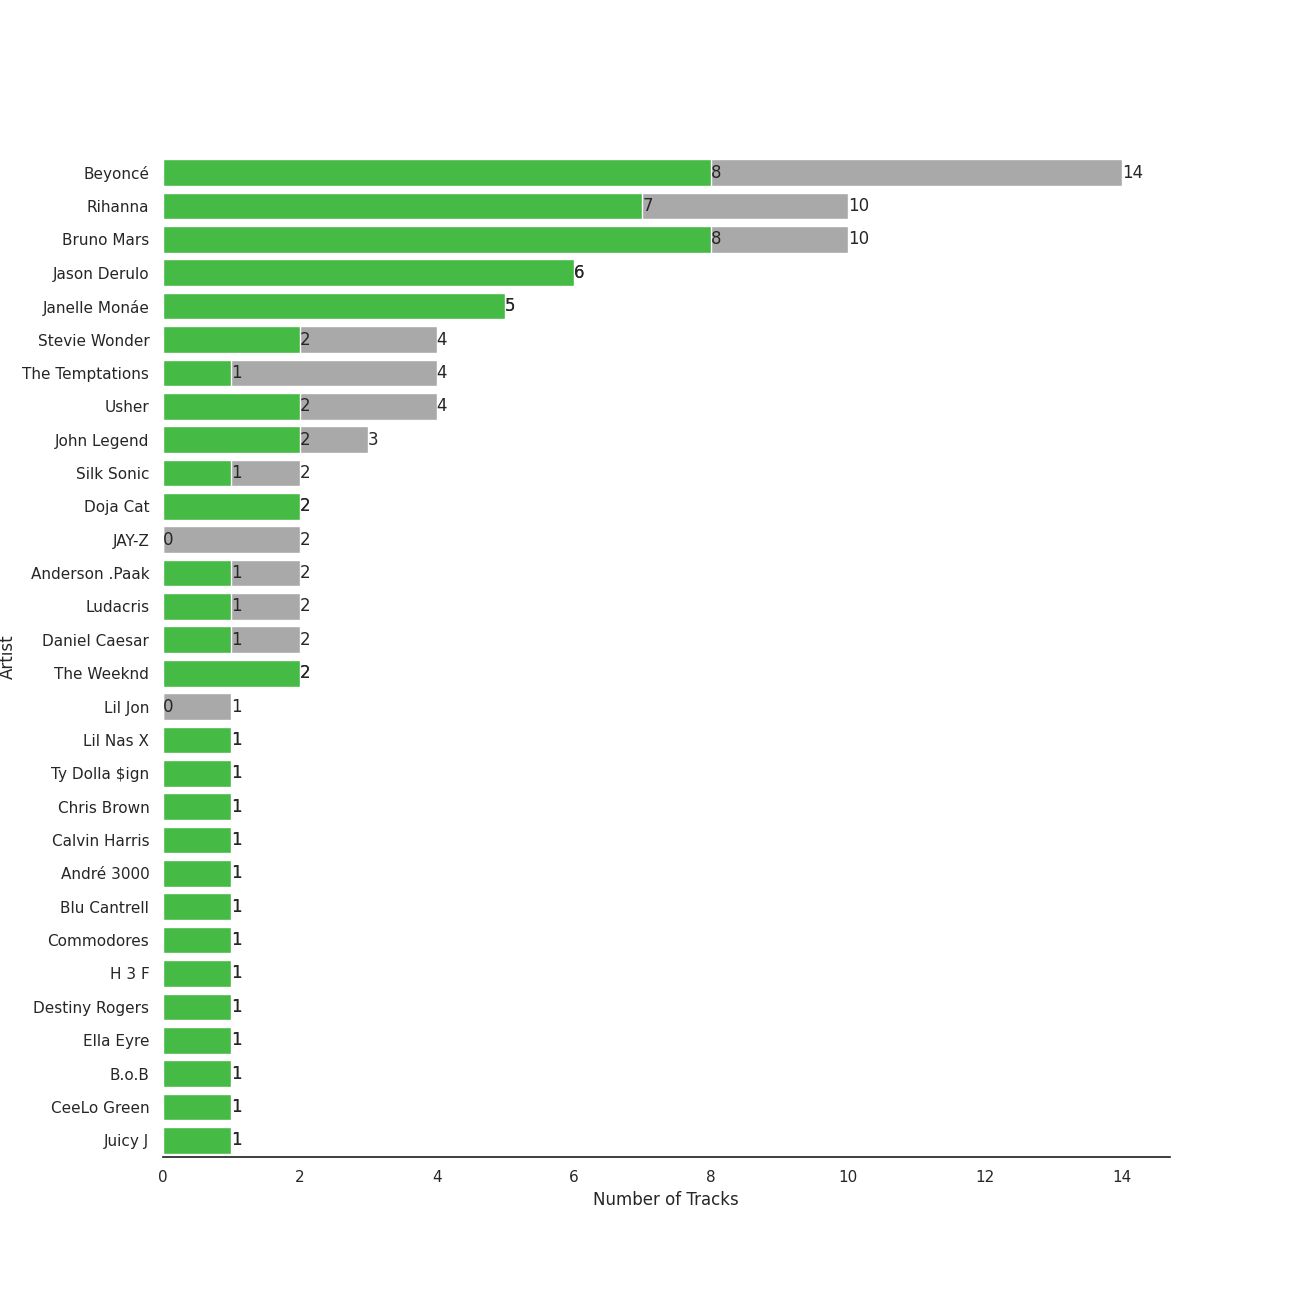 Beyoncé 8 14
Rihanna 7 10
Bruno Mars 8 10
Jason Derulo 6
Janelle Monáe 5
Stevie Wonder 2 4
The Temptations 1 4
Usher 2 4
John Legend 2 3
Silk Sonic 1 2
Doja Cat 2
JAY-Z 0 2
Anderson .Paak 1 2
Ludacris 1 2
Daniel Caesar 1 2
Artist
The Weeknd 2
Lil Jon 0 1
Lil Nas X 1
Ty Dolla $ign 1
Chris Brown 1
Calvin Harris 1
André 3000 1
Blu Cantrell 1
Commodores 1
H 3 F 1
Destiny Rogers 1
Ella Eyre 1
B.o.B 1
CeeLo Green 1
Juicy J 1
0 2 4 6 8 10 12 14
Number of Tracks